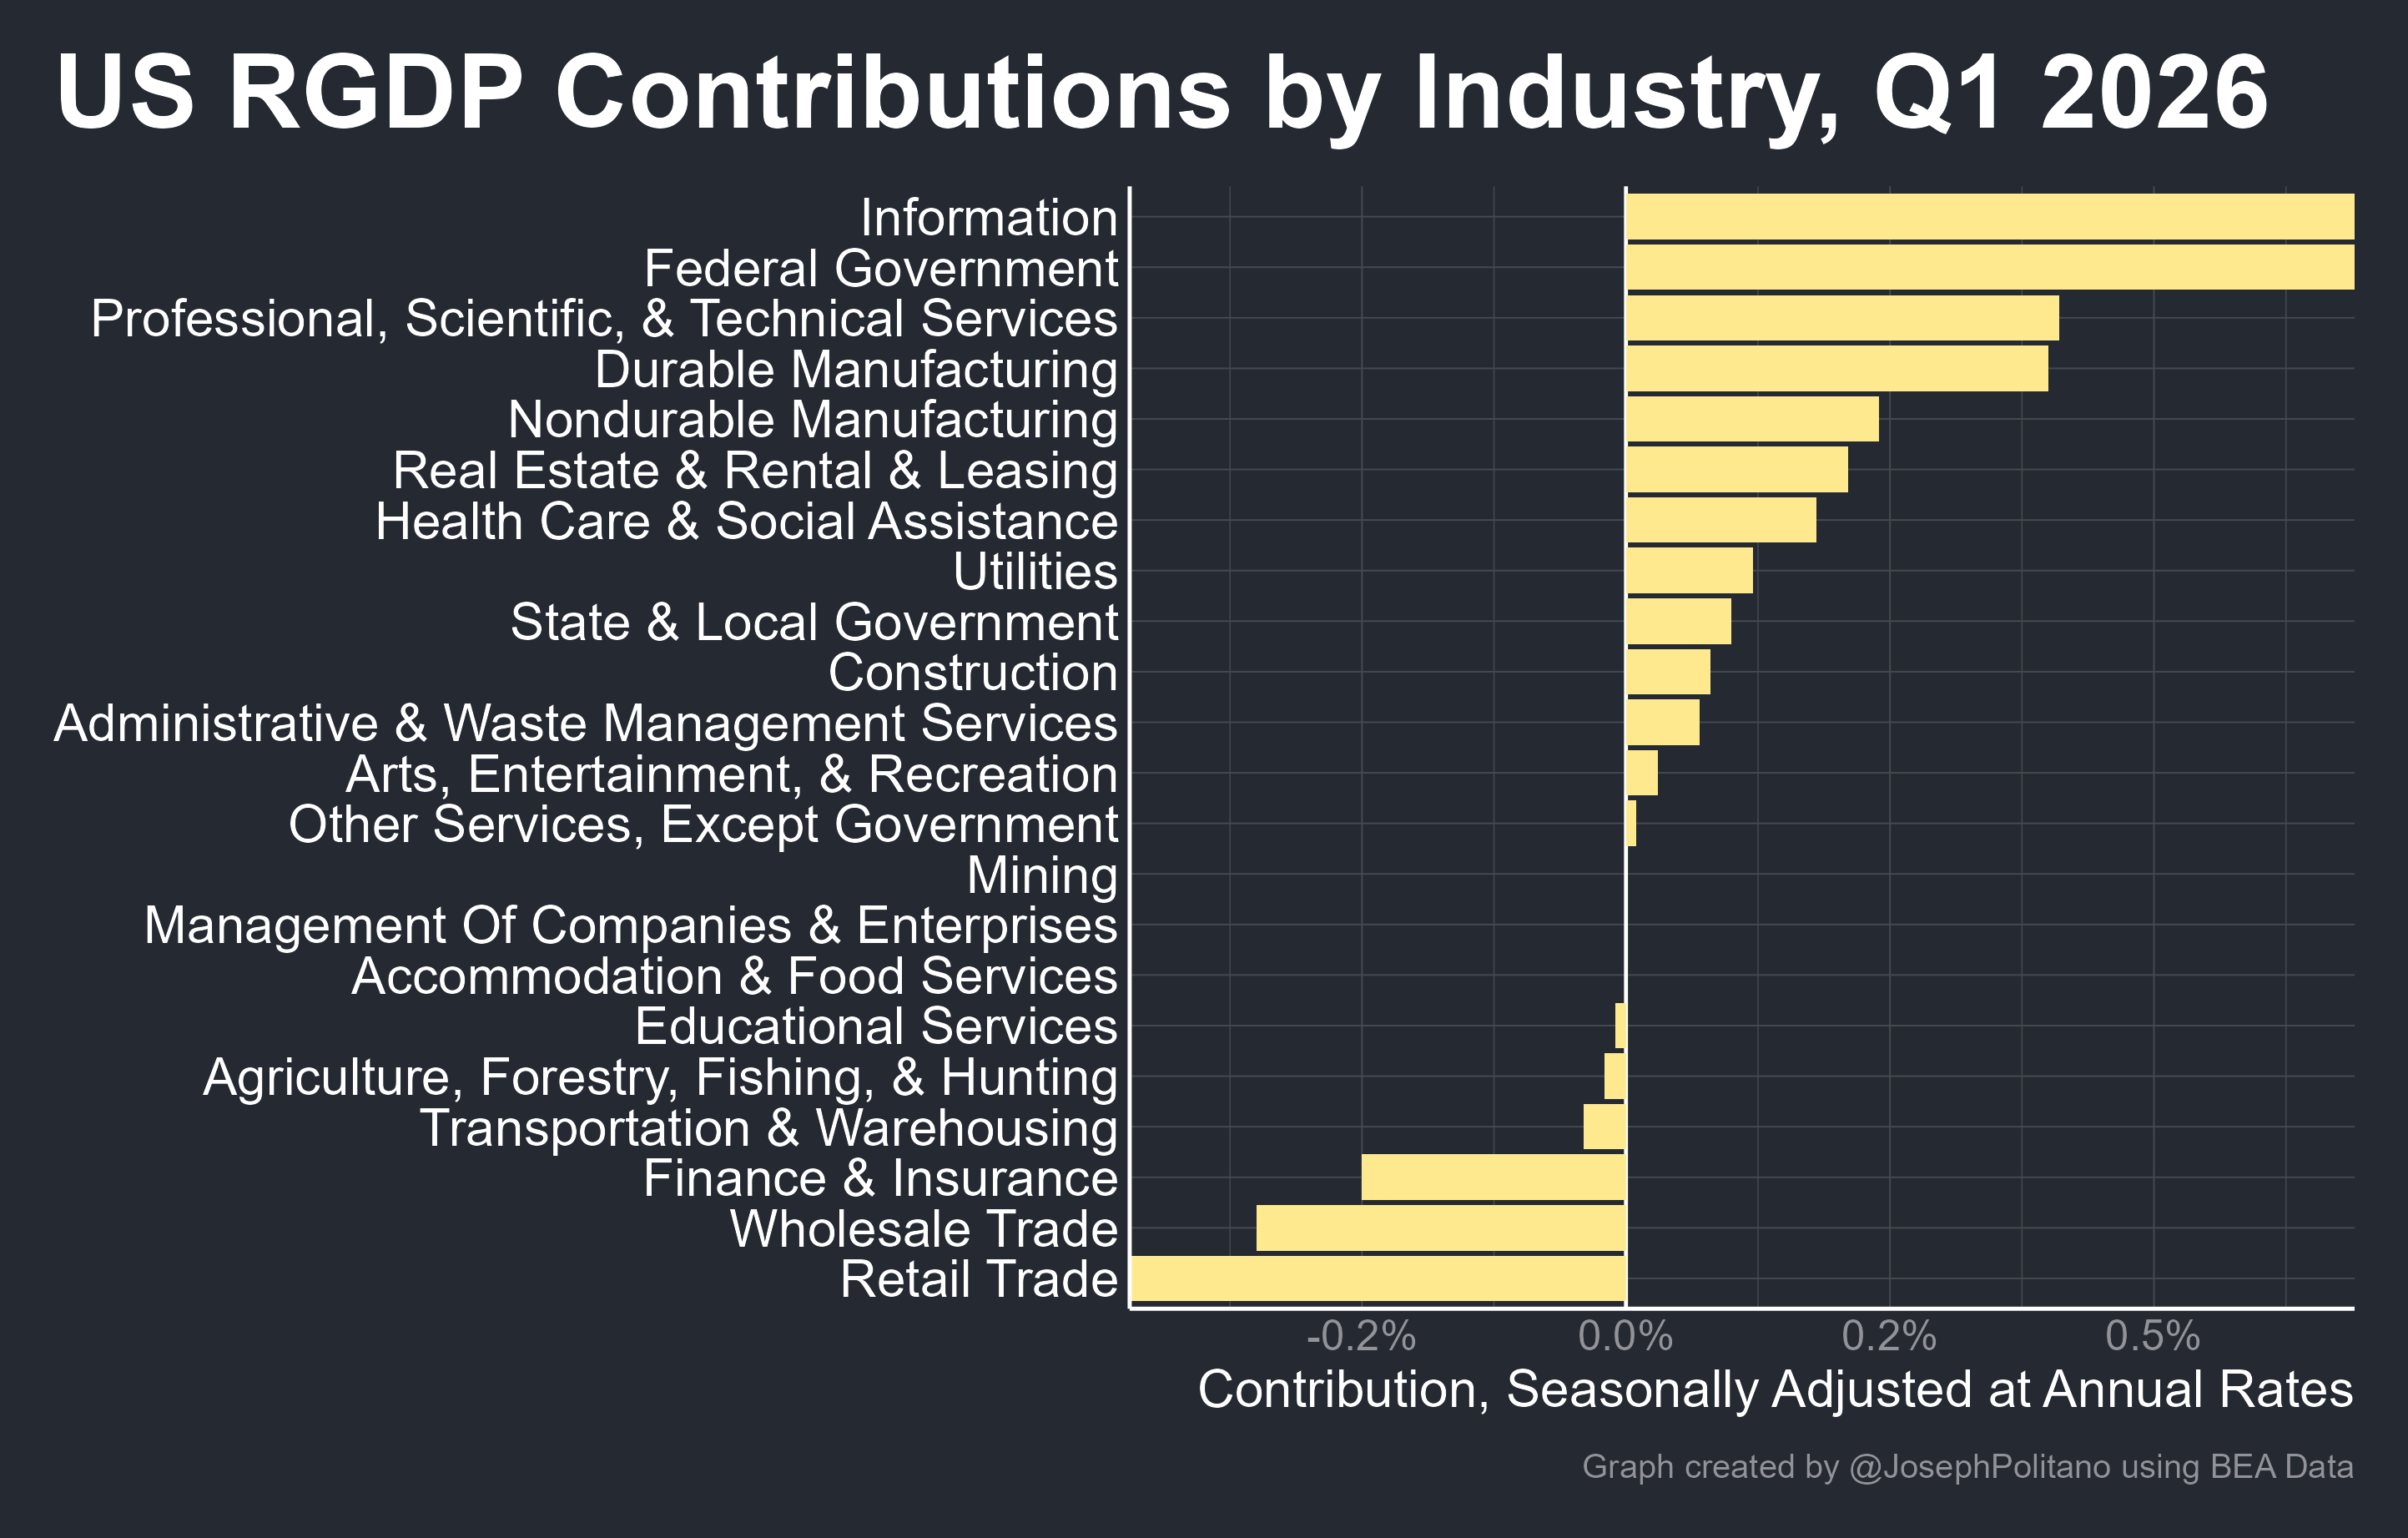 US RGDP Contributions by Industry, Q1 2026
Information
Federal Government
Professional, Scientific, & Technical Services
Durable Manufacturing
Nondurable Manufacturing
Real Estate & Rental & Leasing
Health Care & Social Assistance
Utilities
State & Local Government
Construction
Administrative & Waste Management Services
Arts, Entertainment, & Recreation
Other Services, Except Government
Mining
Management Of Companies & Enterprises
Accommodation & Food Services
Educational Services
Agriculture, Forestry, Fishing, & Hunting
Transportation & Warehousing
Finance & Insurance
Wholesale Trade
Retail Trade
-0.2% 0.0% 0.2% 0.5%
Contribution, Seasonally Adjusted at Annual Rates
Graph created by @JosephPolitano using BEA Data